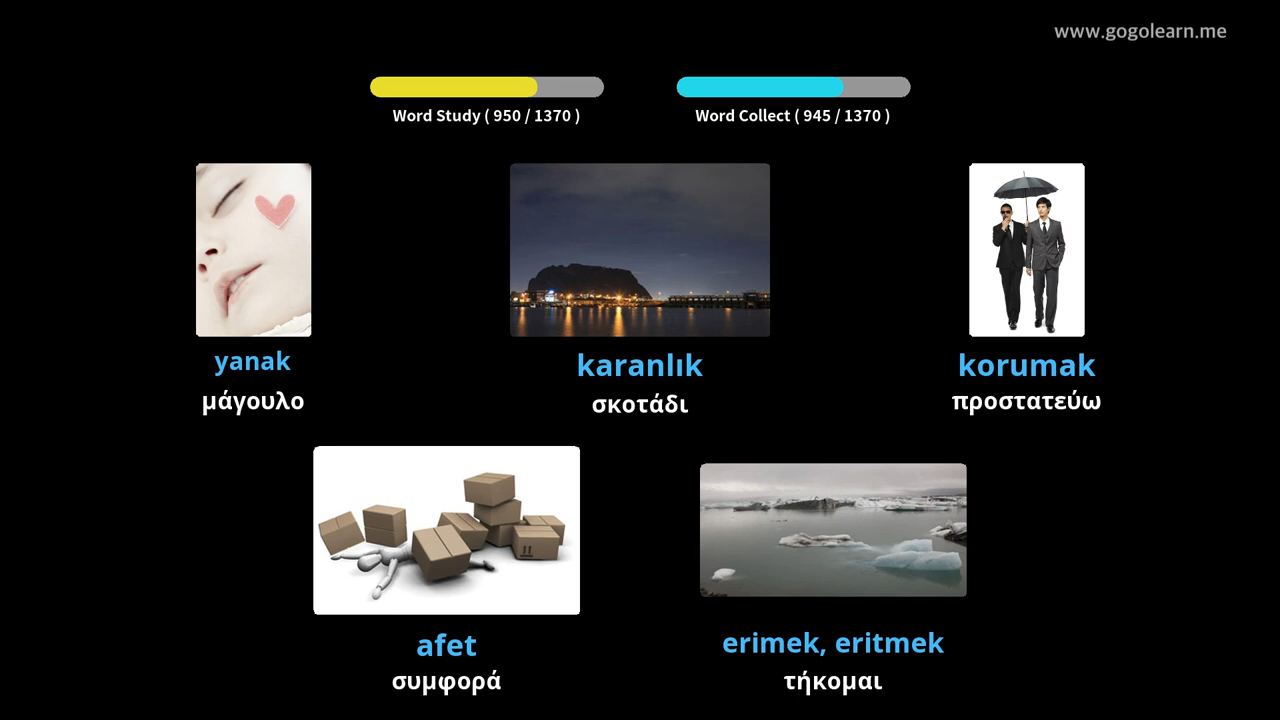 www.gogolearn.me
Word Study ( 950 / 1370 )
Word Collect ( 945 / 1370 )
yanak
karanlık
korumak
μάγουλο
σκοτάδι
προστατεύω
afet
erimek, eritmek
συμφορά
τήκομαι